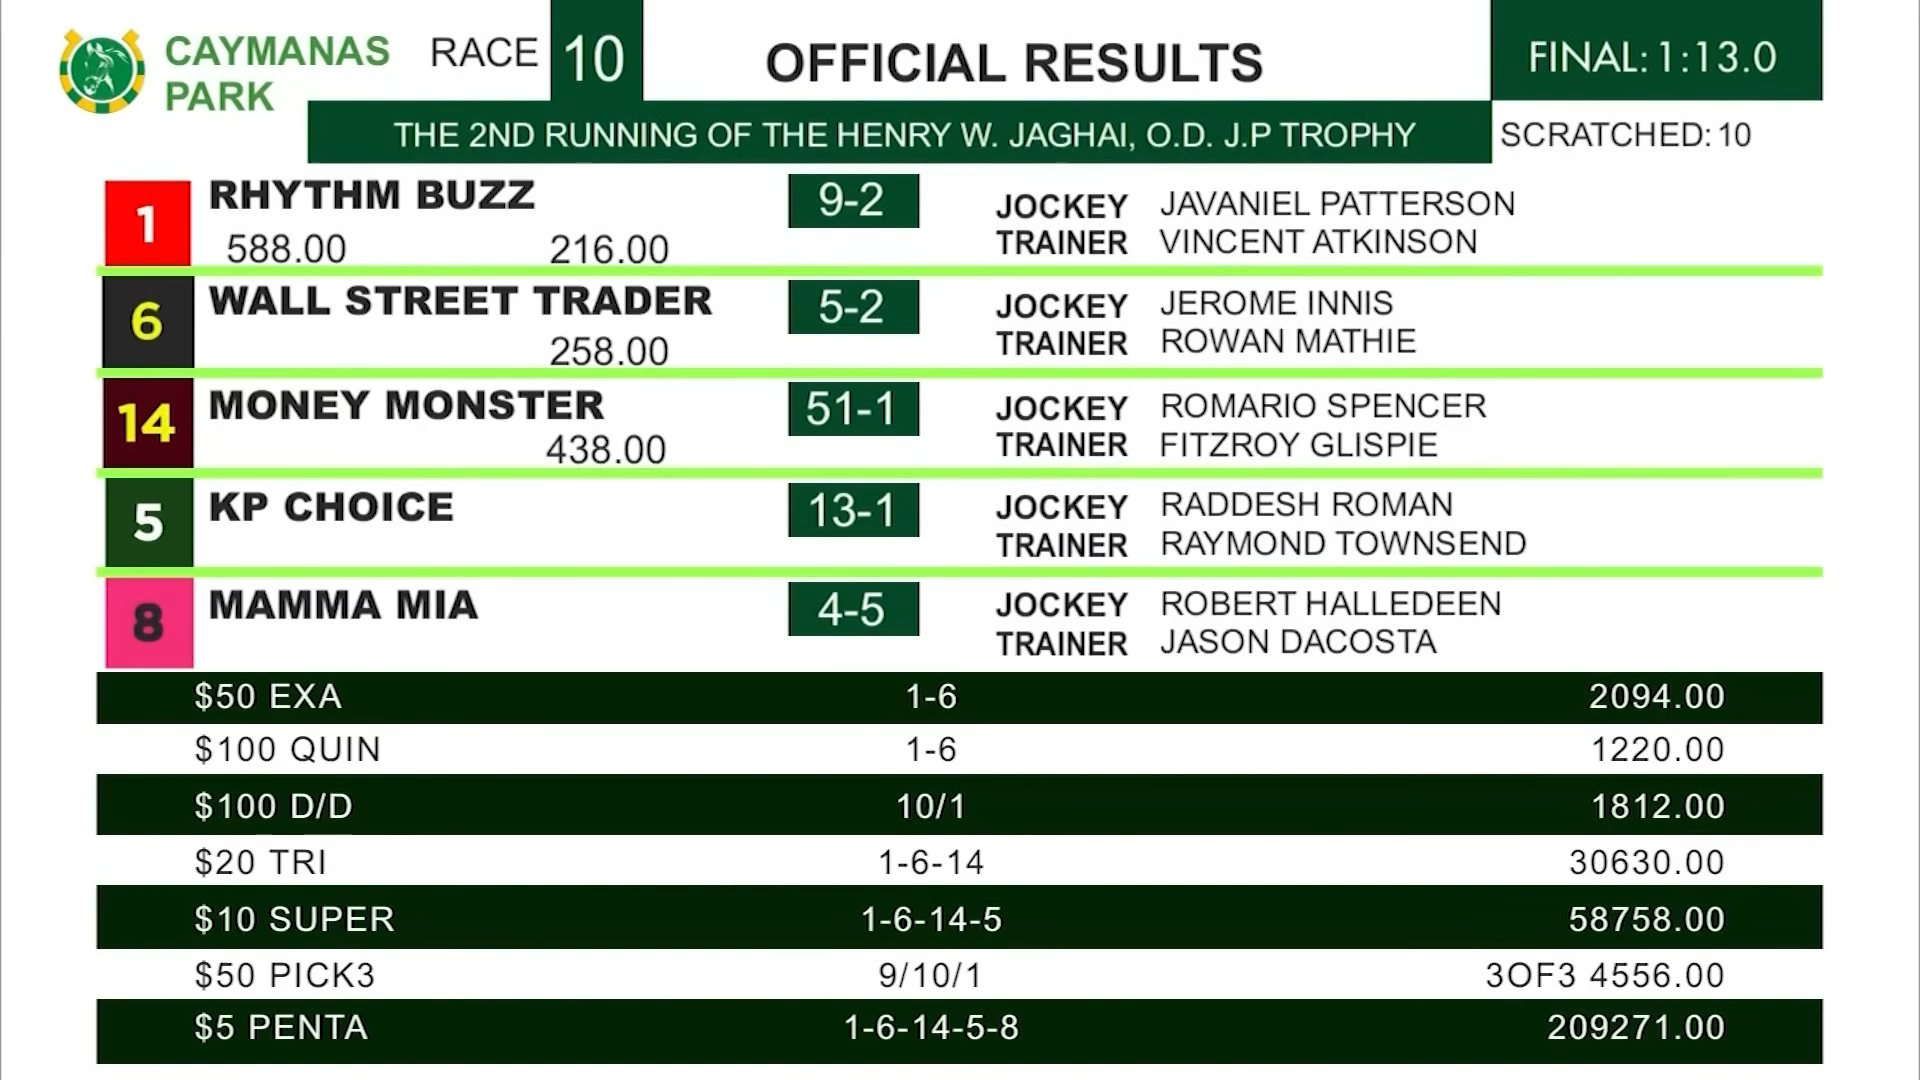 CAYMANAS
PARK
RACE 10
OFFICIAL RESULTS
FINAL: 1:13.0
THE 2ND RUNNING OF THE HENRY W. JAGHAI, O.D. J.P TROPHY
SCRATCHED: 10
1 RHYTHM BUZZ 9-2 JOCKEY JAVANIEL PATTERSON
588.00 216.00 TRAINER VINCENT ATKINSON
6 WALL STREET TRADER 5-2 JOCKEY JEROME INNIS
258.00 TRAINER ROWAN MATHIE
14 MONEY MONSTER 51-1 JOCKEY ROMARIO SPENCER
438.00 TRAINER FITZROY GLISPIE
5 KP CHOICE 13-1 JOCKEY RADDESH ROMAN
TRAINER RAYMOND TOWNSEND
8 MAMMA MIA 4-5 JOCKEY ROBERT HALLEDEEN
TRAINER JASON DACOSTA
$50 EXA 1-6 2094.00
$100 QUIN 1-6 1220.00
$100 D/D 10/1 1812.00
$20 TRI 1-6-14 30630.00
$10 SUPER 1-6-14-5 58758.00
$50 PICK3 9/10/1 3OF3 4556.00
$5 PENTA 1-6-14-5-8 209271.00